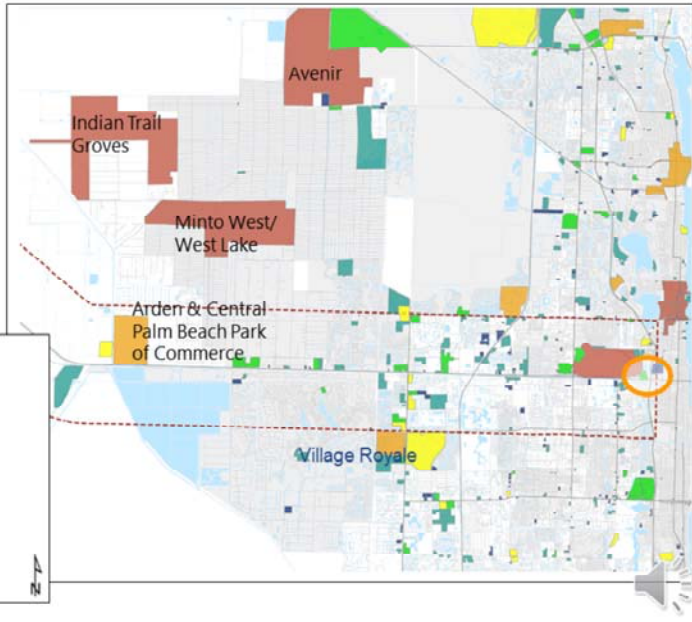 Avenir
Indian Trail
Groves
Minto West/
West Lake
Arden & Central
Palm Beach Park
of Commerce
Village Royale
N